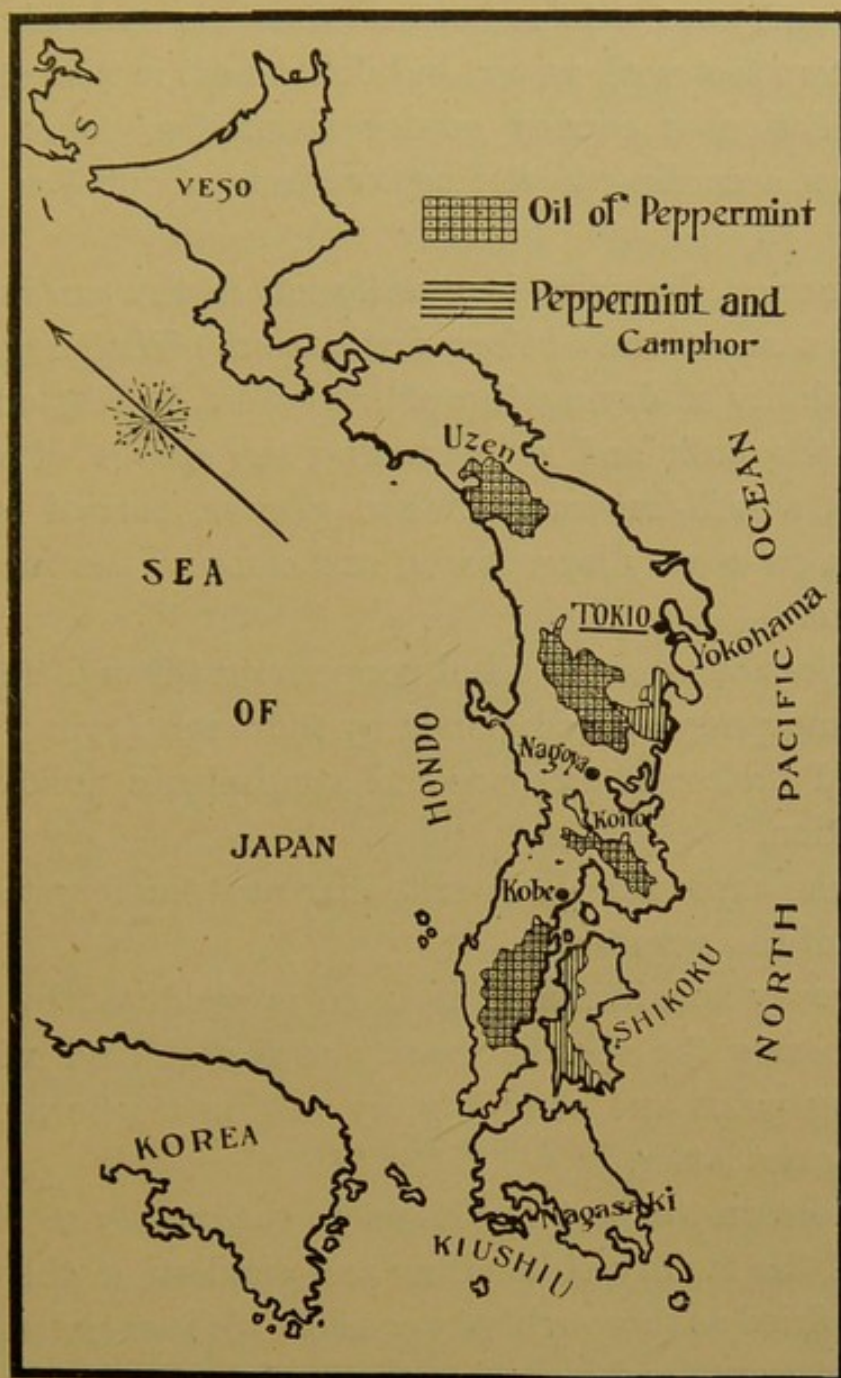 S
YESO
Oil of Peppermint
Peppermint and
Camphor
Uzen
OCEAN
SEA
TOKIO
Yokohama
PACIFIC
OF
HONDO
Nagoya
JAPAN
Kobe
NORTH
SHIKOKU
KOREA
Nagasaki
KIUSHIU